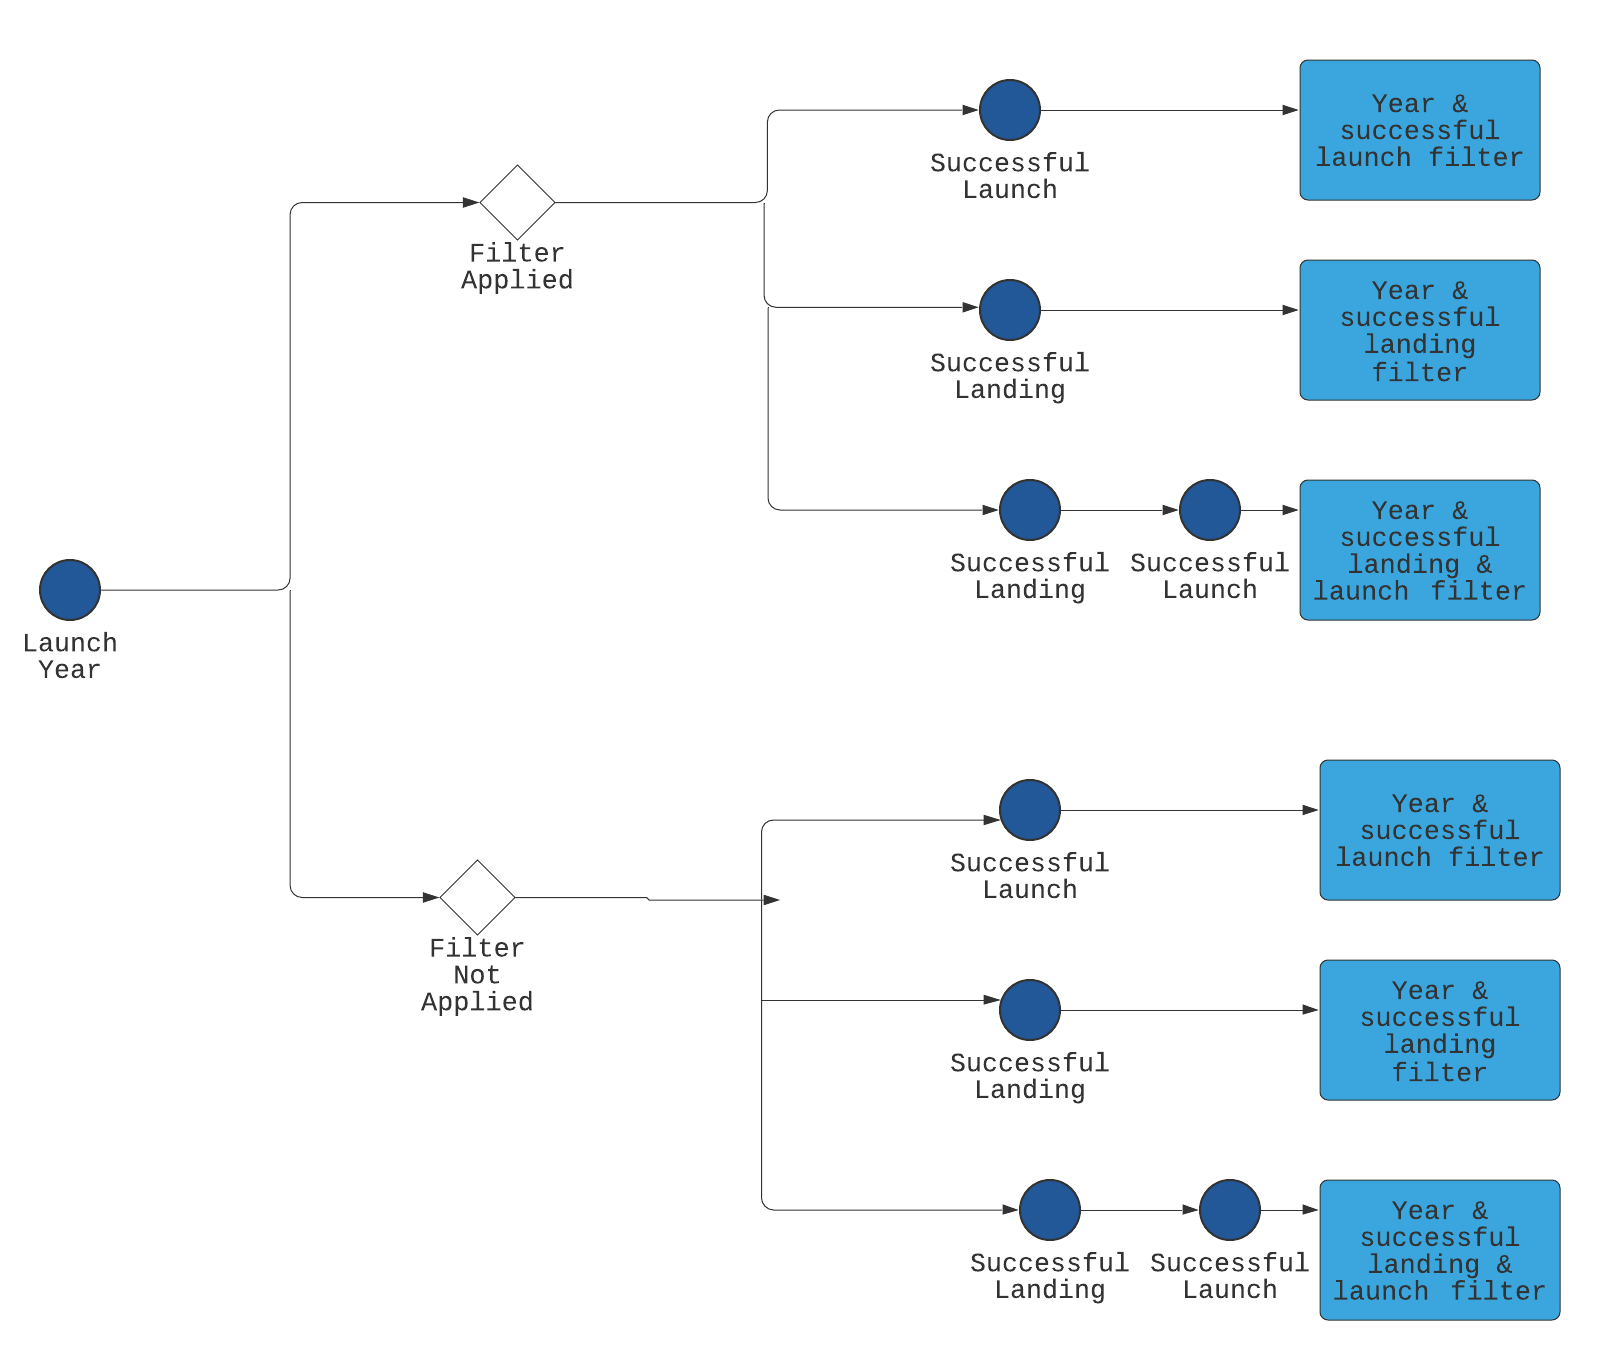 Year &
successful
launch filter
Successful
Launch
Filter
Applied
Year &
successful
landing
filter
Successful
Landing
Year &
successful
landing &
launch filter
Successful
Landing
Successful
Launch
Launch
Year
Year &
successful
launch filter
Successful
Launch
Filter
Not
Applied
Year &
successful
landing
filter
Successful
Landing
Year &
successful
landing &
launch filter
Successful
Landing
Successful
Launch